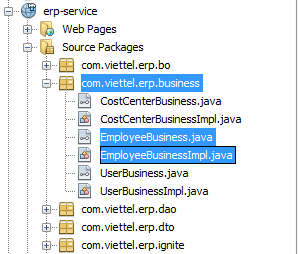 erp-service
Web Pages
Source Packages
com.viettel.erp.bo
com.viettel.erp.business
CostCenterBusiness.java
CostCenterBusinessImpl.java
EmployeeBusiness.java
EmployeeBusinessImpl.java
UserBusiness.java
UserBusinessImpl.java
com.viettel.erp.dao
com.viettel.erp.dto
com.viettel.erp.ignite